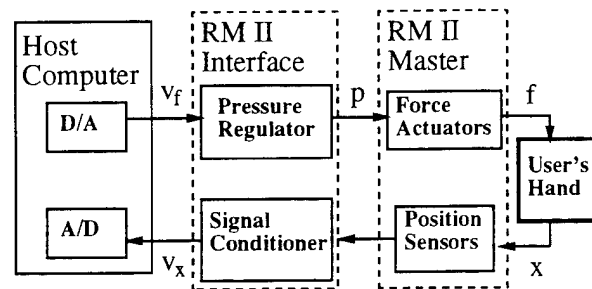 Host
Computer
D/A
A/D
v_f
v_x
RM II
Interface
Pressure
Regulator
Signal
Conditioner
p
RM II
Master
Force
Actuators
Position
Sensors
f
User's
Hand
x